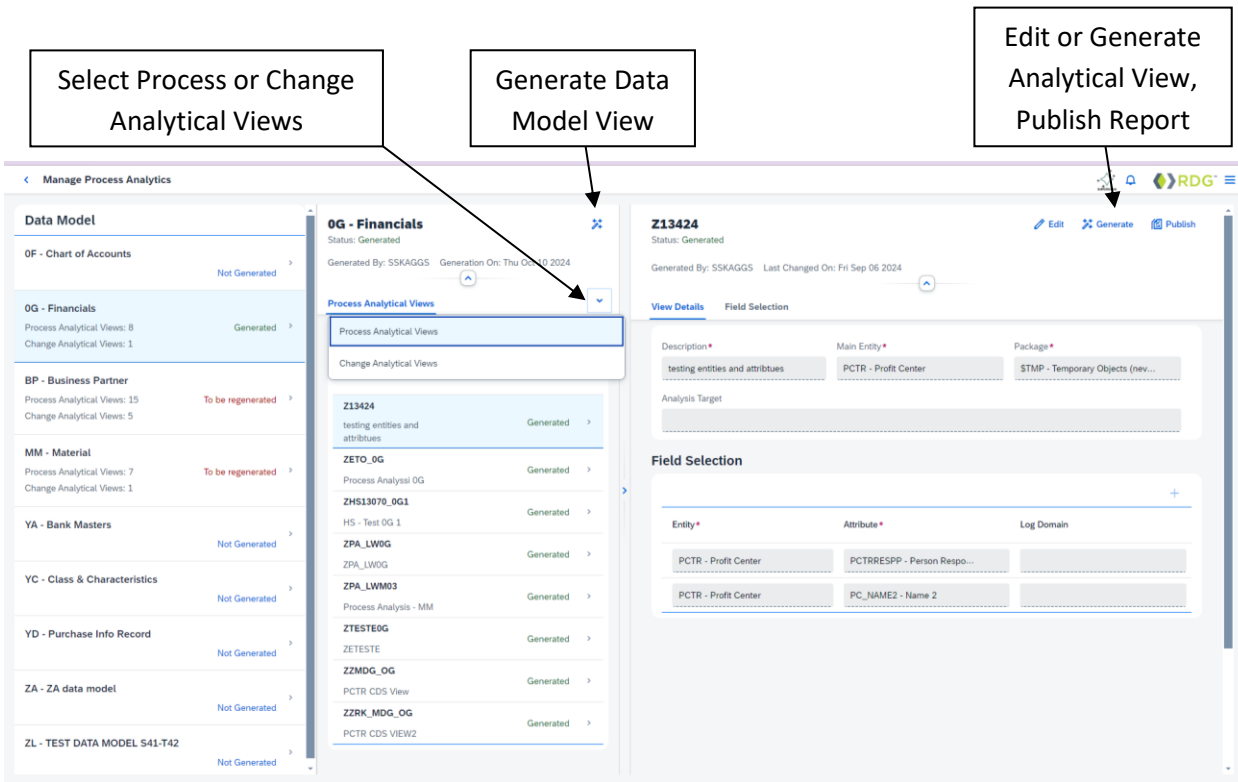 Select Process or Change
Analytical Views
Generate Data
Model View
Edit or Generate
Analytical View,
Publish Report
Manage Process Analytics
RDG
Data Model
0F - Chart of Accounts
Not Generated
0G - Financials
Process Analytical Views: 8
Generated
Change Analytical Views: 1
BP - Business Partner
Process Analytical Views: 15
To be regenerated
Change Analytical Views: 5
MM - Material
Process Analytical Views: 7
To be regenerated
Change Analytical Views: 1
YA - Bank Masters
Not Generated
YC - Class & Characteristics
Not Generated
YD - Purchase Info Record
Not Generated
ZA - ZA data model
Not Generated
ZL - TEST DATA MODEL S41-T42
Not Generated
0G - Financials
Status: Generated
Generated By: SSKAGGS Generation On: Thu Oct 10 2024
Process Analytical Views
Process Analytical Views
Change Analytical Views
Z13424
testing entities and
attribtues
Generated
ZETO_0G
Process Analyssi 0G
Generated
ZHS13070_0G1
HS - Test 0G 1
Generated
ZPA_LW0G
ZPA_LW0G
Generated
ZPA_LWM03
Process Analysis - MM
Generated
ZTESTE0G
ZETESTE
Generated
ZZMDG_OG
PCTR CDS View
Generated
ZZRK_MDG_OG
PCTR CDS VIEW2
Generated
Z13424
Edit Generate Publish
Status: Generated
Generated By: SSKAGGS Last Changed On: Fri Sep 06 2024
View Details Field Selection
Description* Main Entity* Package*
testing entities and attribtues PCTR - Profit Center $TMP - Temporary Objects (nev...
Analysis Target
Field Selection
Entity* Attribute* Log Domain
PCTR - Profit Center PCTRRESPP - Person Respo...
PCTR - Profit Center PC_NAME2 - Name 2